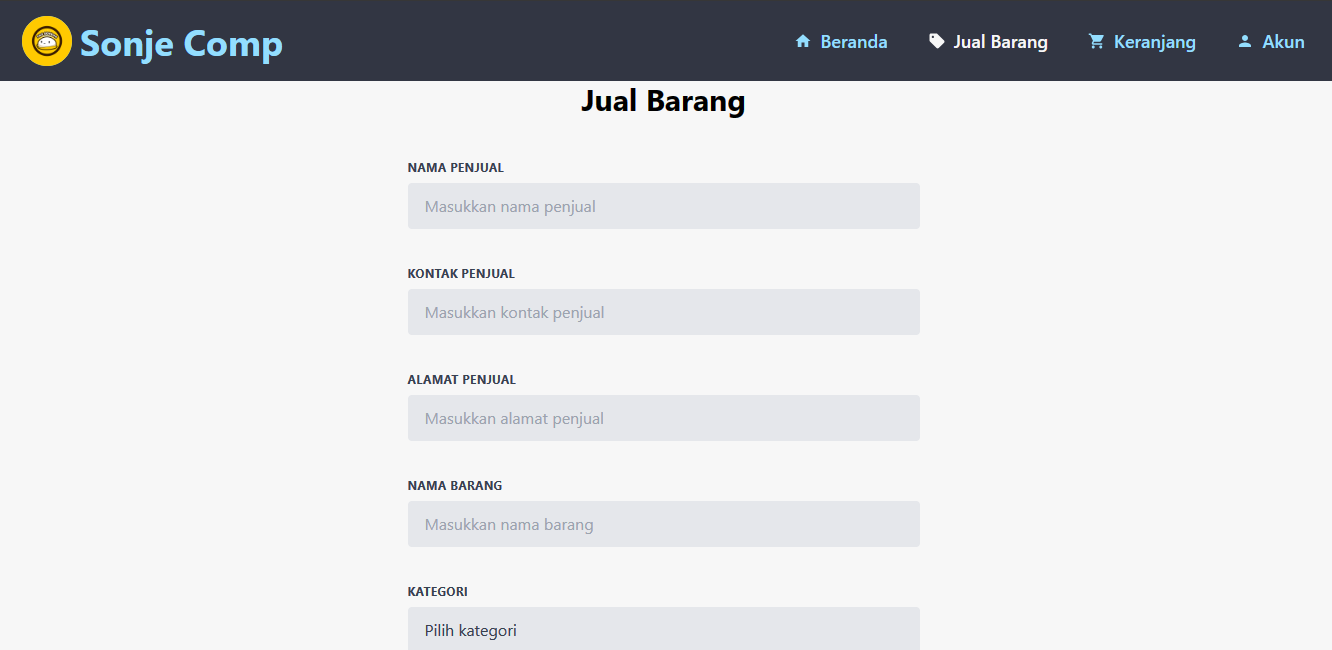 Sonje Comp
Beranda
Jual Barang
Keranjang
Akun
Jual Barang
NAMA PENJUAL
Masukkan nama penjual
KONTAK PENJUAL
Masukkan kontak penjual
ALAMAT PENJUAL
Masukkan alamat penjual
NAMA BARANG
Masukkan nama barang
KATEGORI
Pilih kategori